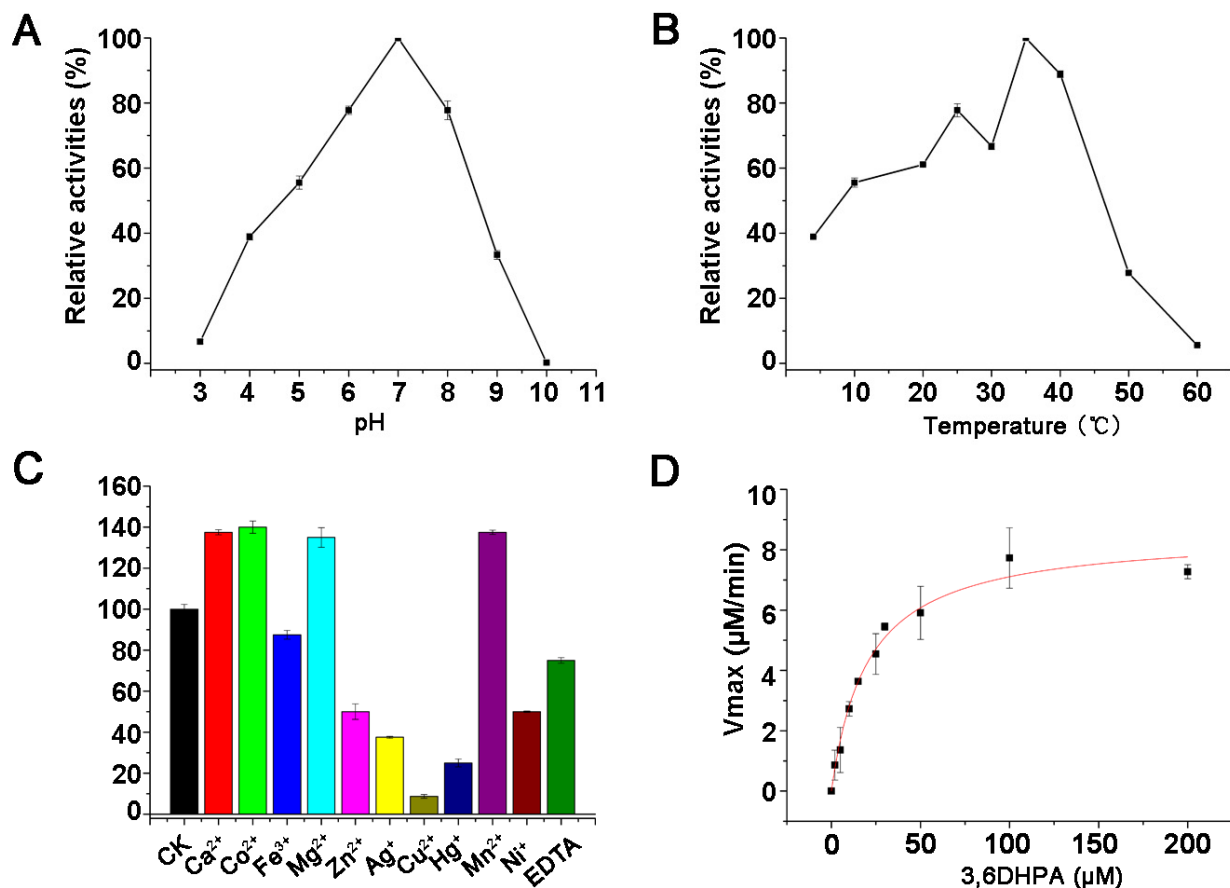 A
Relative activities (%)
100
80
60
40
20
0
3 4 5 6 7 8 9 10 11
pH
B
Relative activities (%)
100
80
60
40
20
0
10 20 30 40 50 60
Temperature (℃)
C
160
140
120
100
80
60
40
20
0
CK Ca²⁺ Co²⁺ Fe³⁺ Mg²⁺ Zn²⁺ Ag⁺ Cu²⁺ Hg⁺ Mn²⁺ Ni⁺ EDTA
D
Vmax (μM/min)
10
8
6
4
2
0
0 50 100 150 200
3,6DHPA (μM)